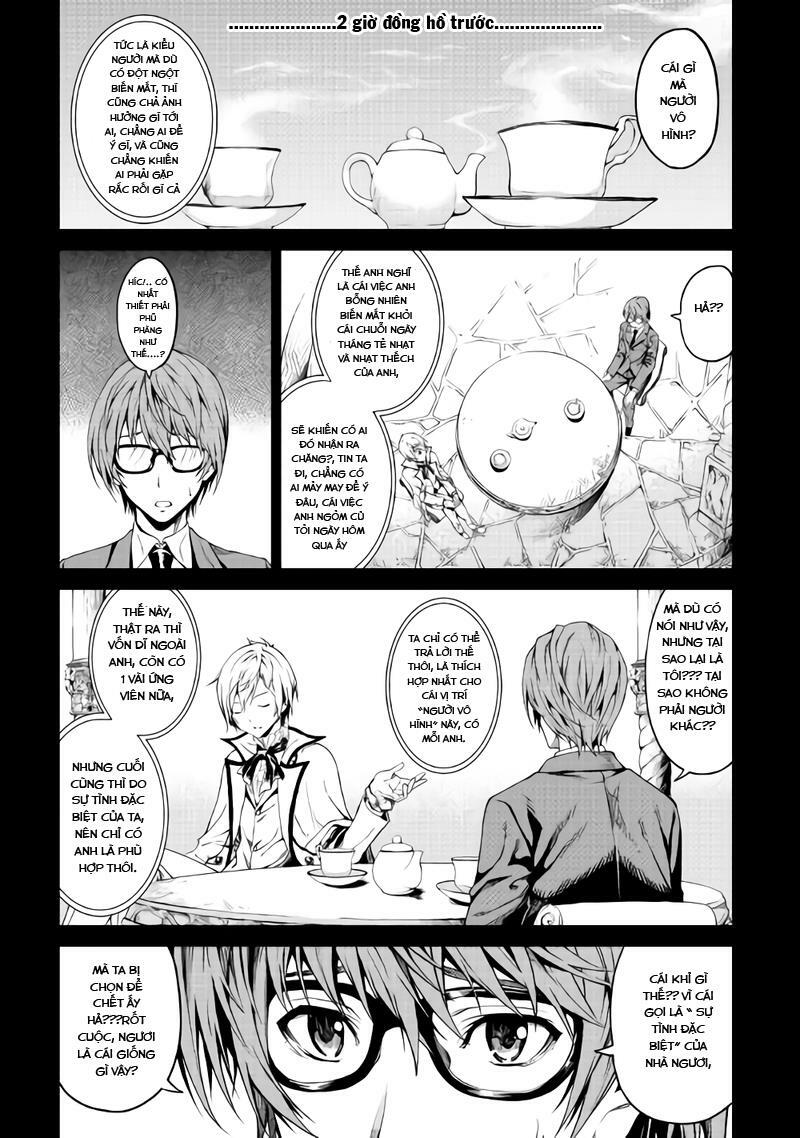 ......................2 giờ đồng hồ trước......................
CÁI GÌ
MÀ
NGƯỜI
VÔ
HÌNH?
TỨC LÀ KIỂU
NGƯỜI MÀ DÙ
CÓ ĐỘT NGỘT
BIẾN MẤT, THÌ
CŨNG CHẢ ẢNH
HƯỞNG GÌ TỚI
AI, CHẲNG AI ĐỂ
Ý GÌ, VÀ CŨNG
CHẲNG KHIẾN
AI PHẢI GẶP
RẮC RỐI GÌ CẢ
HẢ??
THẾ ANH NGHĨ
LÀ CÁI VIỆC ANH
BỖNG NHIÊN
BIẾN MẤT KHỎI
CÁI CHUỖI NGÀY
THÁNG TẺ NHẠT
VÀ NHẠT THẾCH
CỦA ANH,
SẼ KHIẾN CÓ AI
ĐÓ NHẬN RA
CHĂNG?, TIN TA
ĐI, CHẲNG CÓ
AI MẢY MAY ĐỂ Ý
ĐÂU, CÁI VIỆC
ANH NGỎM CỦ
TỎI NGÀY HÔM
QUA ẤY
HÍC!.. CÓ
NHẤT
THIẾT PHẢI
PHŨ
PHÀNG
NHƯ
THẾ....?
MÀ DÙ CÓ
NÓI NHƯ VẬY,
NHƯNG TẠI
SAO LẠI LÀ
TÔI??? TẠI
SAO KHÔNG
PHẢI NGƯỜI
KHÁC??
TA CHỈ CÓ THỂ
TRẢ LỜI THẾ
THÔI, LÀ THÍCH
HỢP NHẤT CHO
CÁI VỊ TRÍ
“NGƯỜI VÔ
HÌNH” NÀY, CÓ
MỖI ANH.
THẾ NÀY,
THẬT RA THÌ
VỐN DĨ NGOÀI
ANH, CÒN CÓ
1 VÀI ỨNG
VIÊN NỮA,
NHƯNG CUỐI
CÙNG THÌ DO
SỰ TÌNH ĐẶC
BIỆT CỦA TA,
NÊN CHỈ CÓ
ANH LÀ PHÙ
HỢP THÔI.
CÁI KHỈ GÌ
THẾ?? VÌ CÁI
GỌI LÀ “ SỰ
TÌNH ĐẶC
BIỆT” CỦA
NHÀ NGƯƠI,
MÀ TA BỊ
CHỌN ĐỂ
CHẾT ẤY
HẢ???RỐT
CUỘC, NGƯƠI
LÀ CÁI GIỐNG
GÌ VẬY?